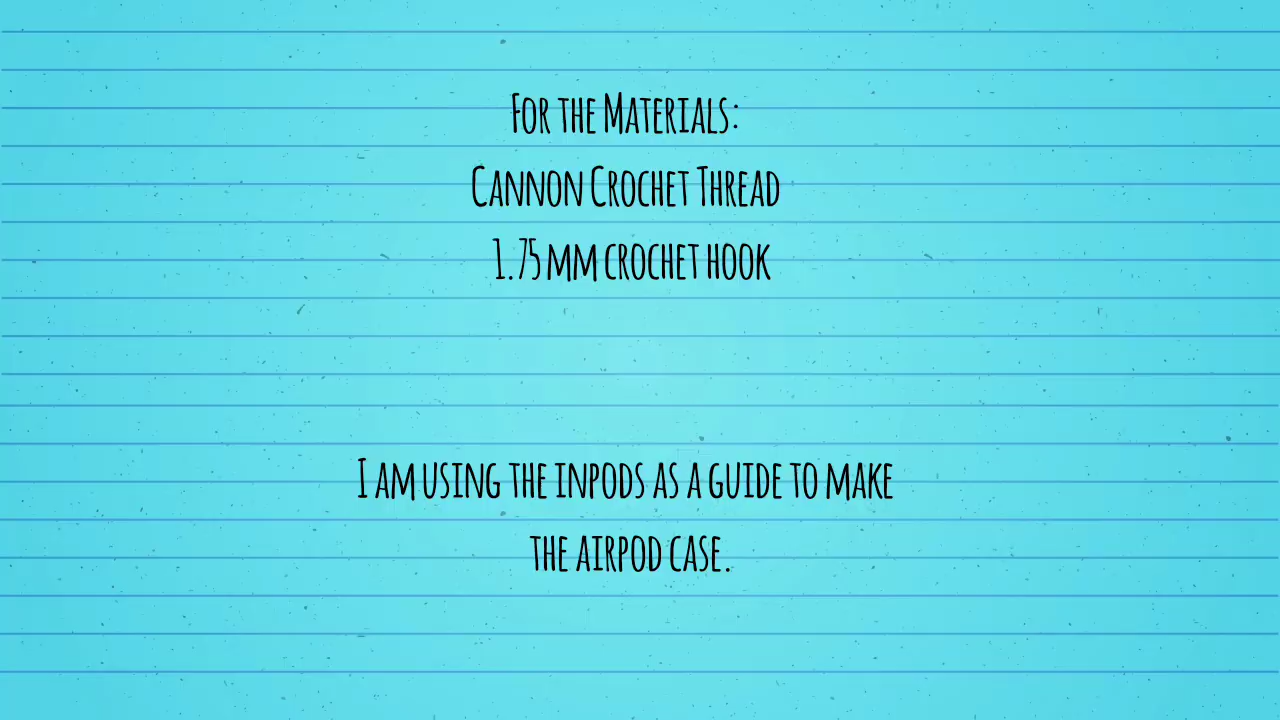 For the Materials:
Cannon Crochet Thread
1.75 mm crochet hook
I am using the inpods as a guide to make
the airpod case.